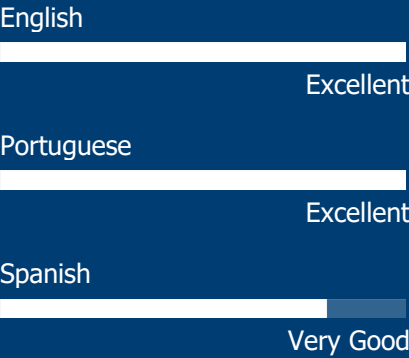 English
Excellent
Portuguese
Excellent
Spanish
Very Good